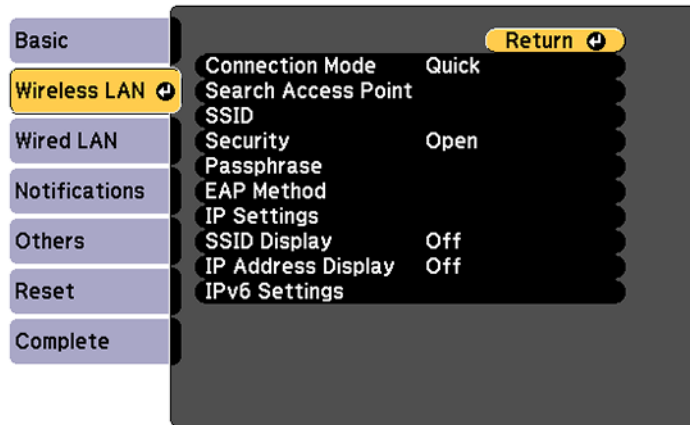 Basic
Wireless LAN
Wired LAN
Notifications
Others
Reset
Complete
Return
Connection Mode Quick
Search Access Point
SSID
Security Open
Passphrase
EAP Method
IP Settings
SSID Display Off
IP Address Display Off
IPv6 Settings